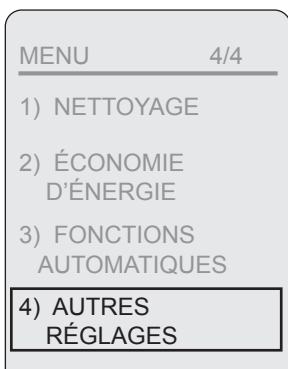 MENU 4/4
1) NETTOYAGE
2) ÉCONOMIE
D'ÉNERGIE
3) FONCTIONS
AUTOMATIQUES
4) AUTRES
RÉGLAGES